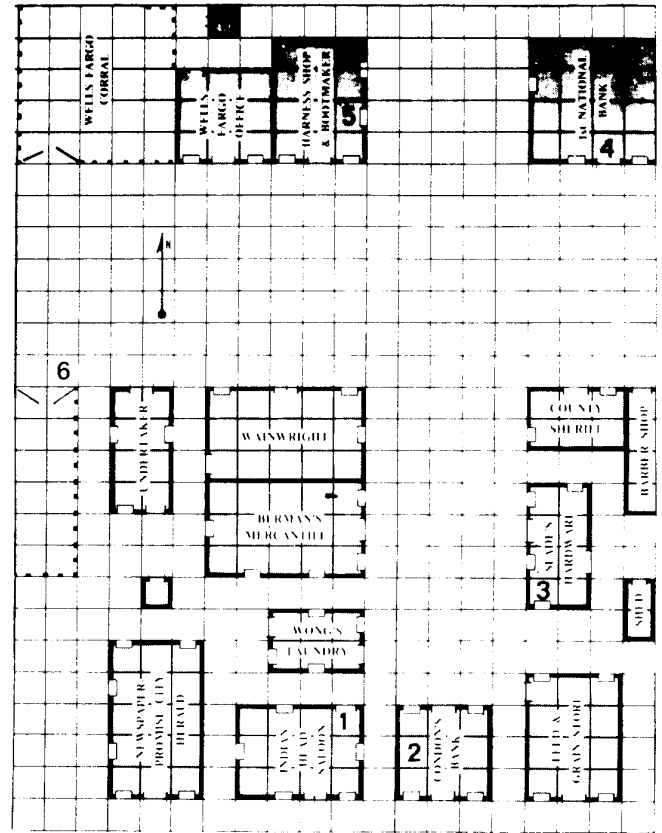 WELLS FARGO
CORRAL
WELLS
FARGO
OFFICE
HARNESS SHOP
& BOOTMAKER
5
1st NATIONAL
BANK
4
N
6
UNDERTAKER
WAINWRIGHT
BERMAN'S
MERCANTILE
COUNTY
SHERIFF
BARBER SHOP
SLADE'S
HARDWARE
3
SHED
WONG'S
LAUNDRY
NEWSPAPER
PROMISE CITY
HERALD
INDIAN
HEAD
SALOON
1
2
CONDON'S
BANK
FEED &
GRAIN STORE